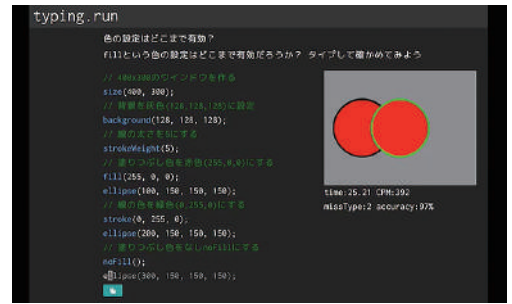 typing.run
色の設定はどこまで有効？
fillという色の設定はどこまで有効だろうか？ タイプして確かめてみよう
// 400x300のウインドウを作る
size(400, 300);
// 背景を灰色(128,128,128)に設定
background(128, 128, 128);
// 線の太さを5にする
strokeWeight(5);
// 塗りつぶし色を赤色(255,0,0)にする
fill(255, 0, 0);
ellipse(100, 150, 150, 150);
// 線の色を緑色(0,255,0)にする
stroke(0, 255, 0);
ellipse(200, 150, 150, 150);
// 塗りつぶし色をなしnoFillにする
noFill();
ellipse(300, 150, 150, 150);
time:25.21 CPM:392
missType:2 accuracy:97%